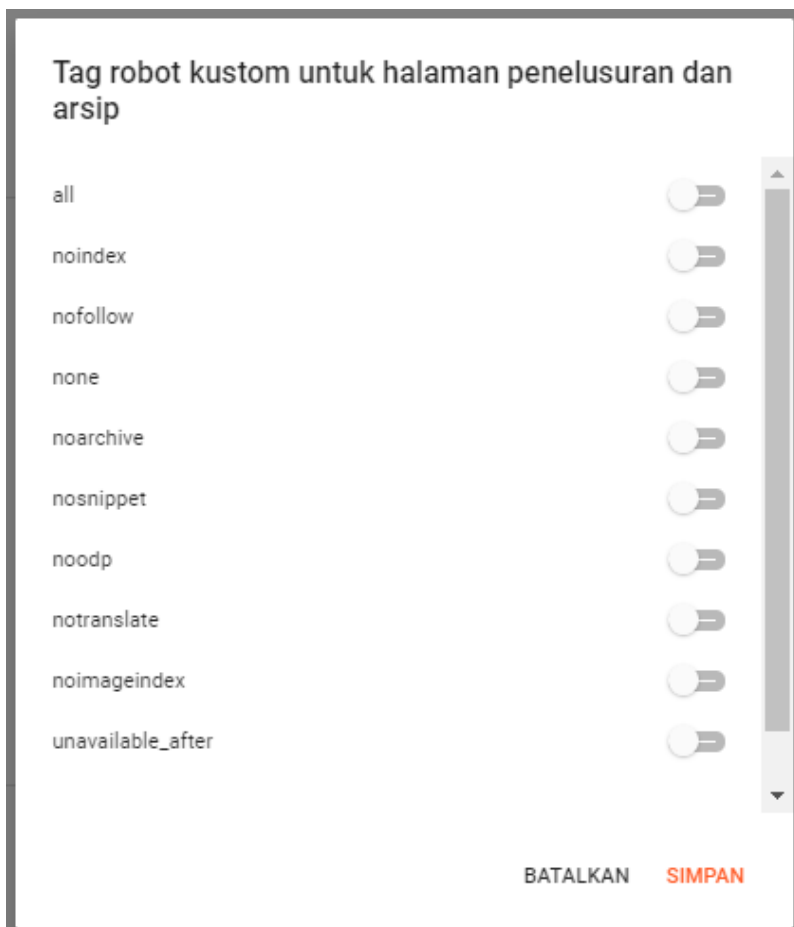 Tag robot kustom untuk halaman penelusuran dan
arsip
all
noindex
nofollow
none
noarchive
nosnippet
noodp
notranslate
noimageindex
unavailable_after
BATALKAN SIMPAN